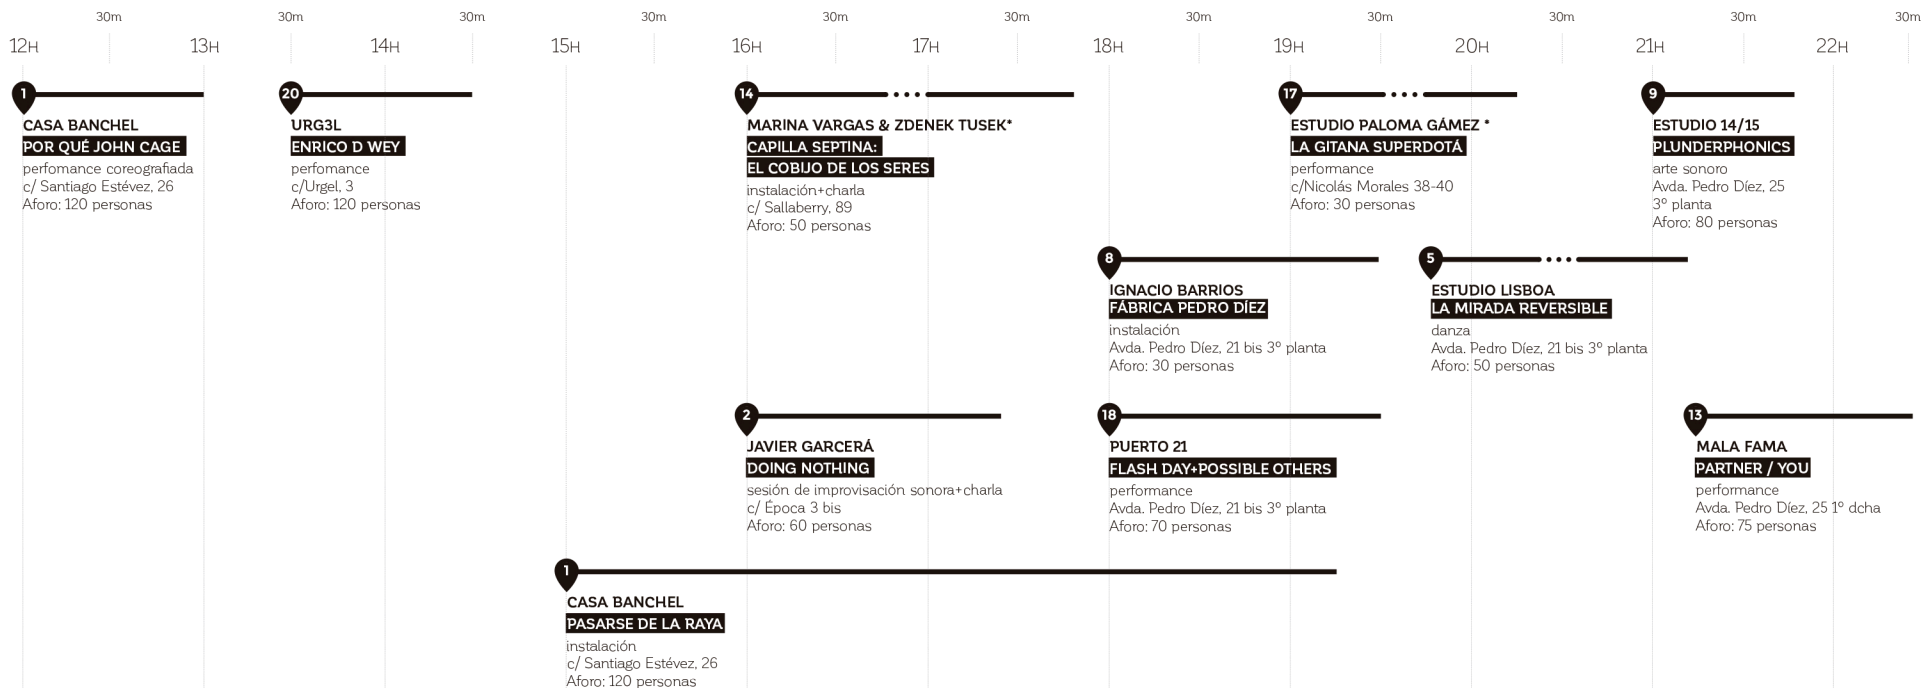 30m 30m 30m 30m 30m 30m 30m 30m 30m 30m 30m
12H 13H 14H 15H 16H 17H 18H 19H 20H 21H 22H
1
CASA BANCHEL
POR QUÉ JOHN CAGE
perfomance coreografiada
c/ Santiago Estévez, 26
Aforo: 120 personas
20
URG3L
ENRICO D WEY
perfomance
c/Urgel, 3
Aforo: 120 personas
14
MARINA VARGAS & ZDENEK TUSEK*
CAPILLA SEPTINA:
EL COBIJO DE LOS SERES
instalación+charla
c/ Sallaberry, 89
Aforo: 50 personas
17
ESTUDIO PALOMA GÁMEZ *
LA GITANA SUPERDOTÁ
performance
c/Nicolás Morales 38-40
Aforo: 30 personas
9
ESTUDIO 14/15
PLUNDERPHONICS
arte sonoro
Avda. Pedro Díez, 25
3º planta
Aforo: 80 personas
8
IGNACIO BARRIOS
FÁBRICA PEDRO DÍEZ
instalación
Avda. Pedro Díez, 21 bis 3º planta
Aforo: 30 personas
5
ESTUDIO LISBOA
LA MIRADA REVERSIBLE
danza
Avda. Pedro Díez, 21 bis 3º planta
Aforo: 50 personas
2
JAVIER GARCERÁ
DOING NOTHING
sesión de improvisación sonora+charla
c/ Época 3 bis
Aforo: 60 personas
18
PUERTO 21
FLASH DAY+POSSIBLE OTHERS
performance
Avda. Pedro Díez, 21 bis 3º planta
Aforo: 70 personas
13
MALA FAMA
PARTNER / YOU
performance
Avda. Pedro Díez, 25 1º dcha
Aforo: 75 personas
1
CASA BANCHEL
PASARSE DE LA RAYA
instalación
c/ Santiago Estévez, 26
Aforo: 120 personas